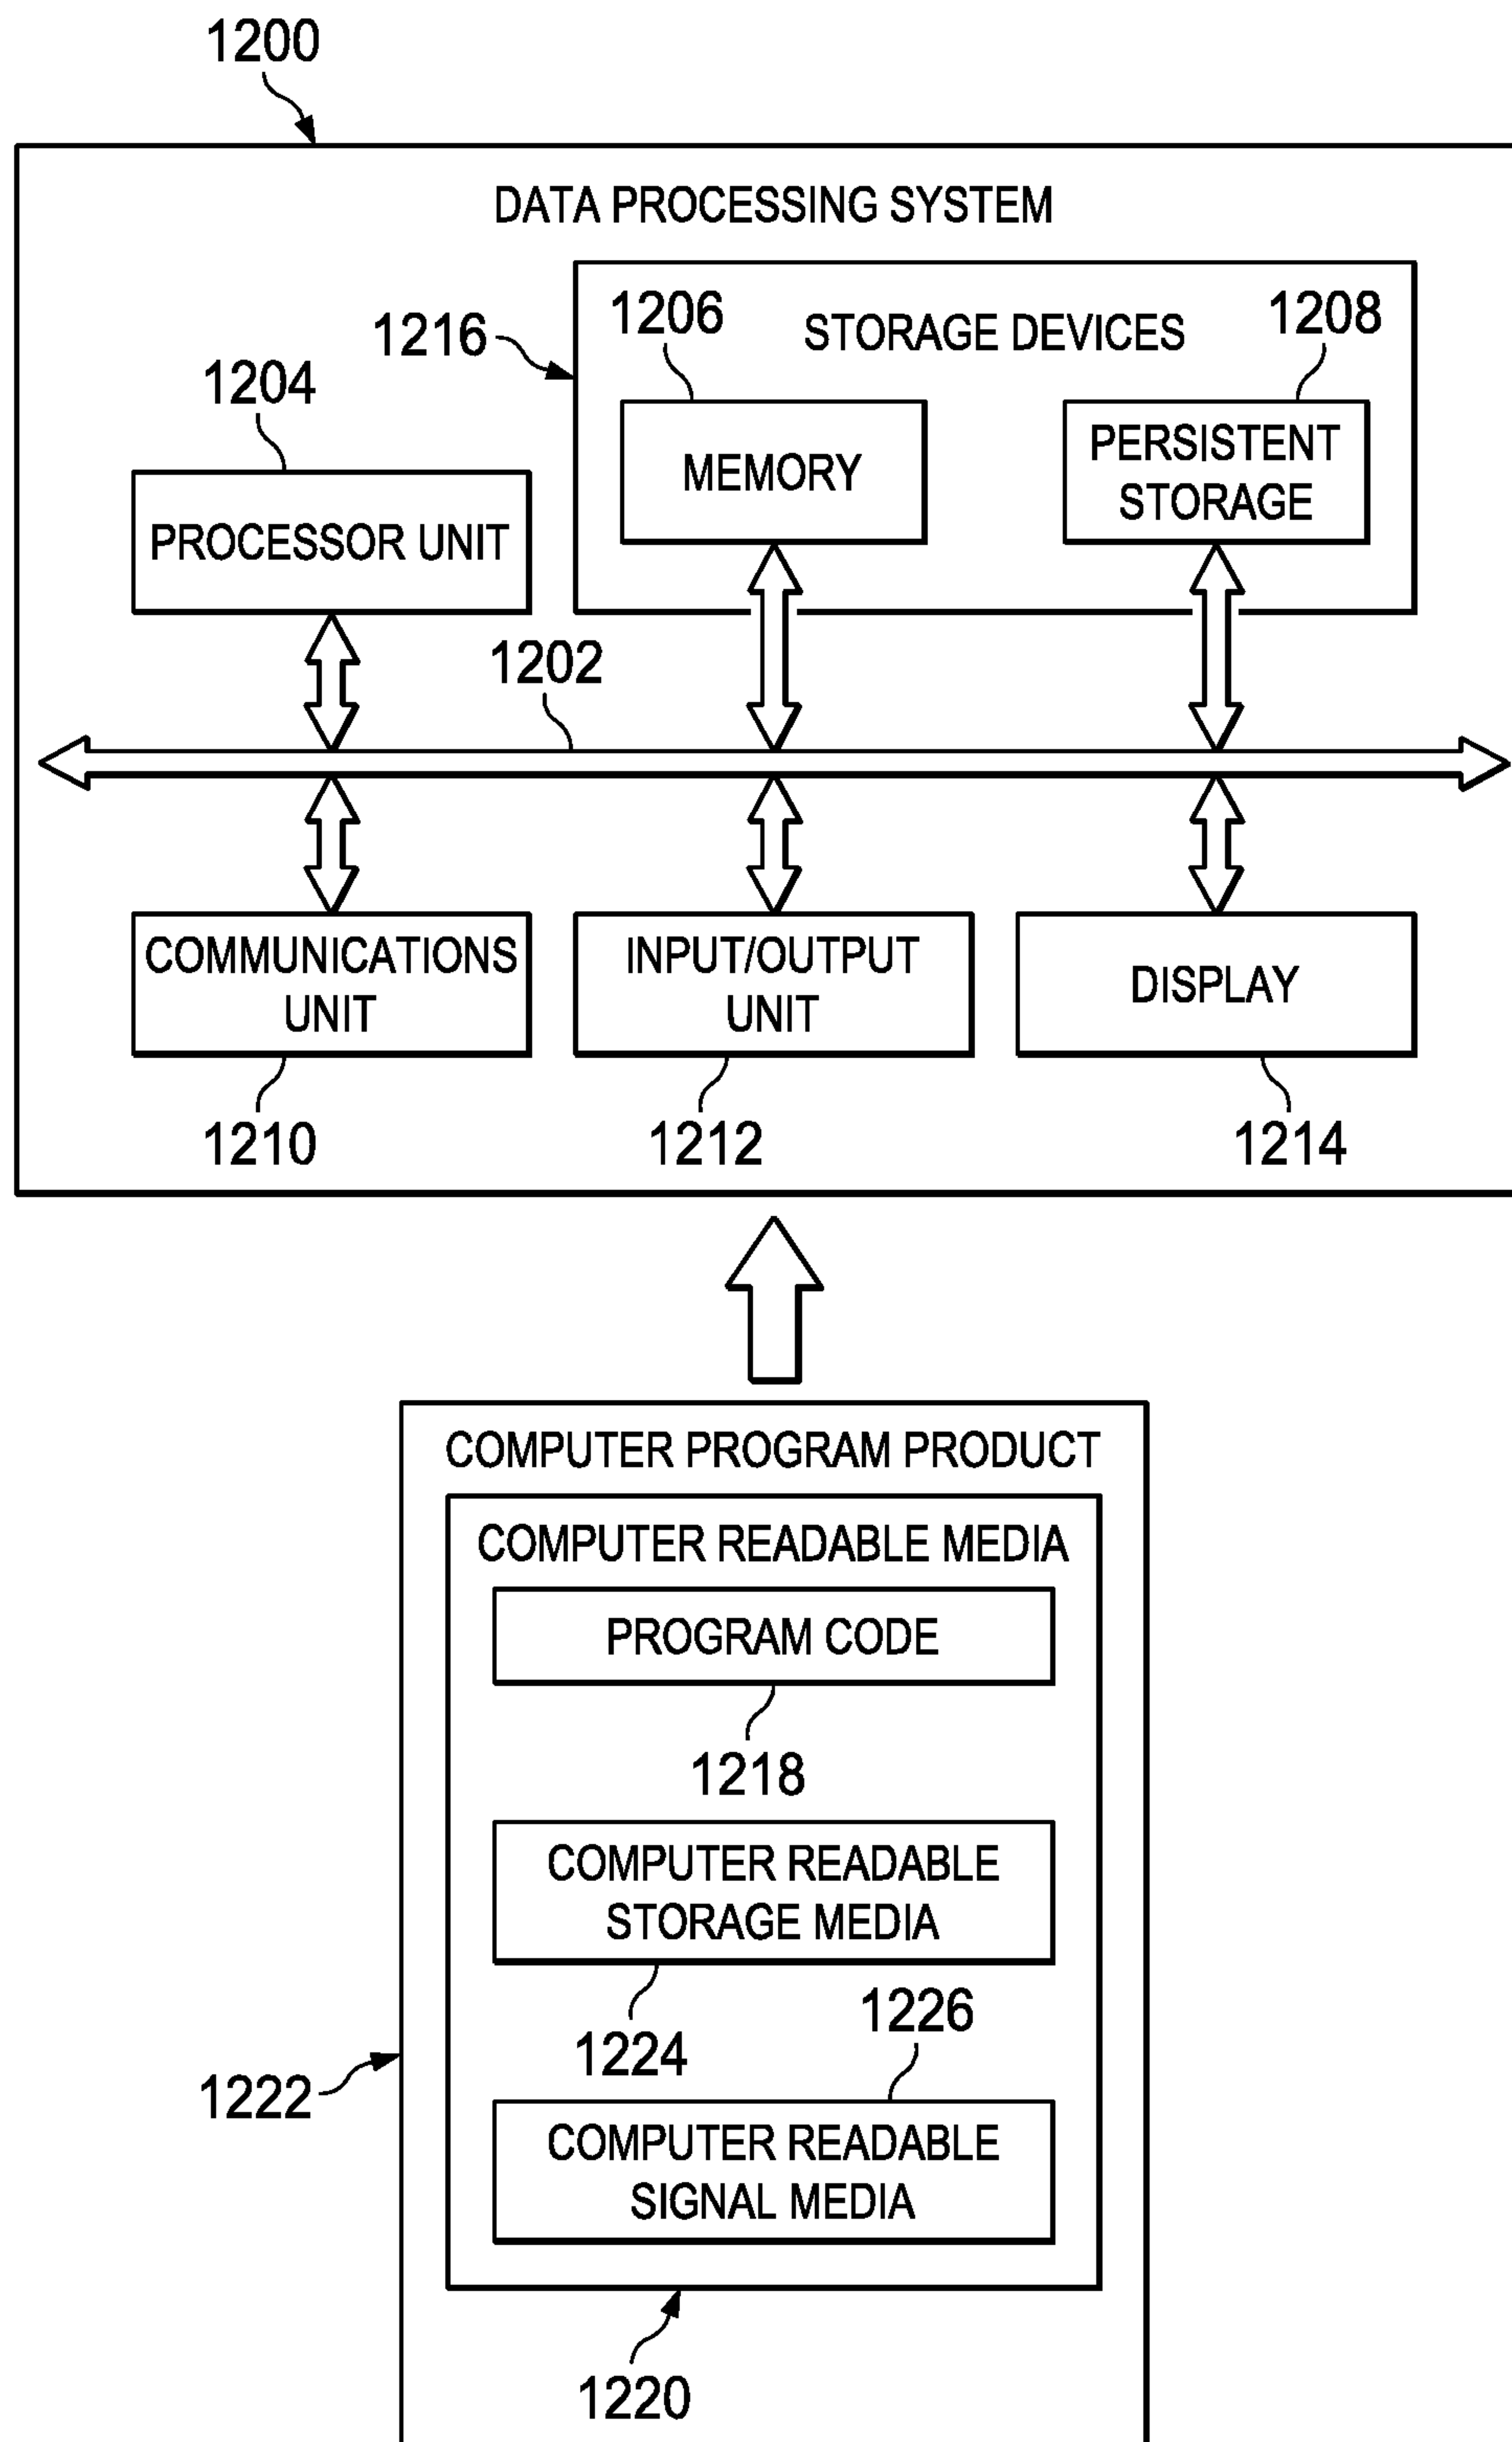 1200
DATA PROCESSING SYSTEM
1216
1206
STORAGE DEVICES
1208
1204
MEMORY
PERSISTENT
STORAGE
PROCESSOR UNIT
1202
COMMUNICATIONS
UNIT
INPUT/OUTPUT
UNIT
DISPLAY
1210
1212
1214
COMPUTER PROGRAM PRODUCT
COMPUTER READABLE MEDIA
PROGRAM CODE
1218
COMPUTER READABLE
STORAGE MEDIA
1224
1226
1222
COMPUTER READABLE
SIGNAL MEDIA
1220